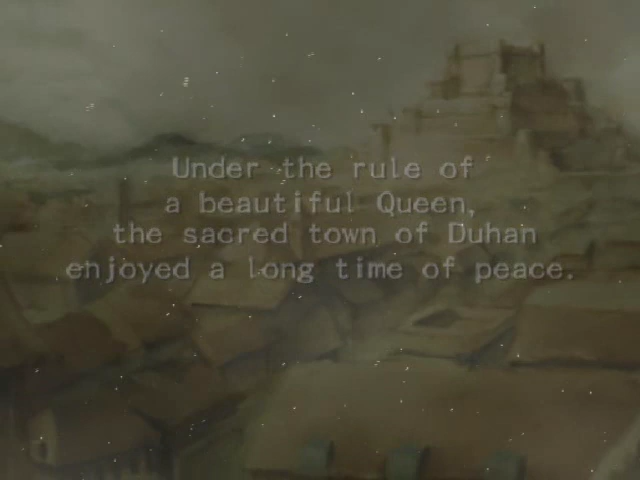 Under the rule of
a beautiful Queen,
the sacred town of Duhan
enjoyed a long time of peace.